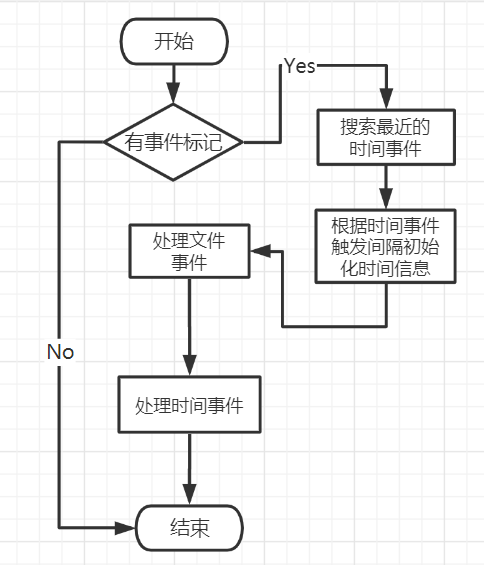 开始
Yes
有事件标记
搜索最近的
时间事件
根据时间事件
触发间隔初始
化时间信息
处理文件
事件
No
处理时间事件
结束